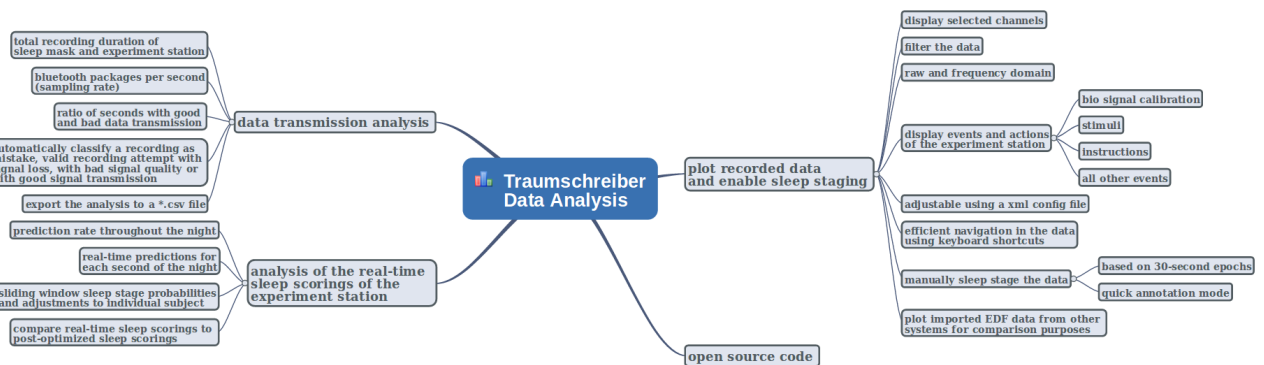 Traumschreiber
Data Analysis
data transmission analysis
total recording duration of
sleep mask and experiment station
bluetooth packages per second
(sampling rate)
ratio of seconds with good
and bad data transmission
utomatically classify a recording as
istake, valid recording attempt with
gnal loss, with bad signal quality or
ith good signal transmission
export the analysis to a *.csv file
analysis of the real-time
sleep scorings of the
experiment station
prediction rate throughout the night
real-time predictions for
each second of the night
sliding window sleep stage probabilities
and adjustments to individual subject
compare real-time sleep scorings to
post-optimized sleep scorings
plot recorded data
and enable sleep staging
display selected channels
filter the data
raw and frequency domain
display events and actions
of the experiment station
bio signal calibration
stimuli
instructions
all other events
adjustable using a xml config file
efficient navigation in the data
using keyboard shortcuts
manually sleep stage the data
based on 30-second epochs
quick annotation mode
plot imported EDF data from other
systems for comparison purposes
open source code